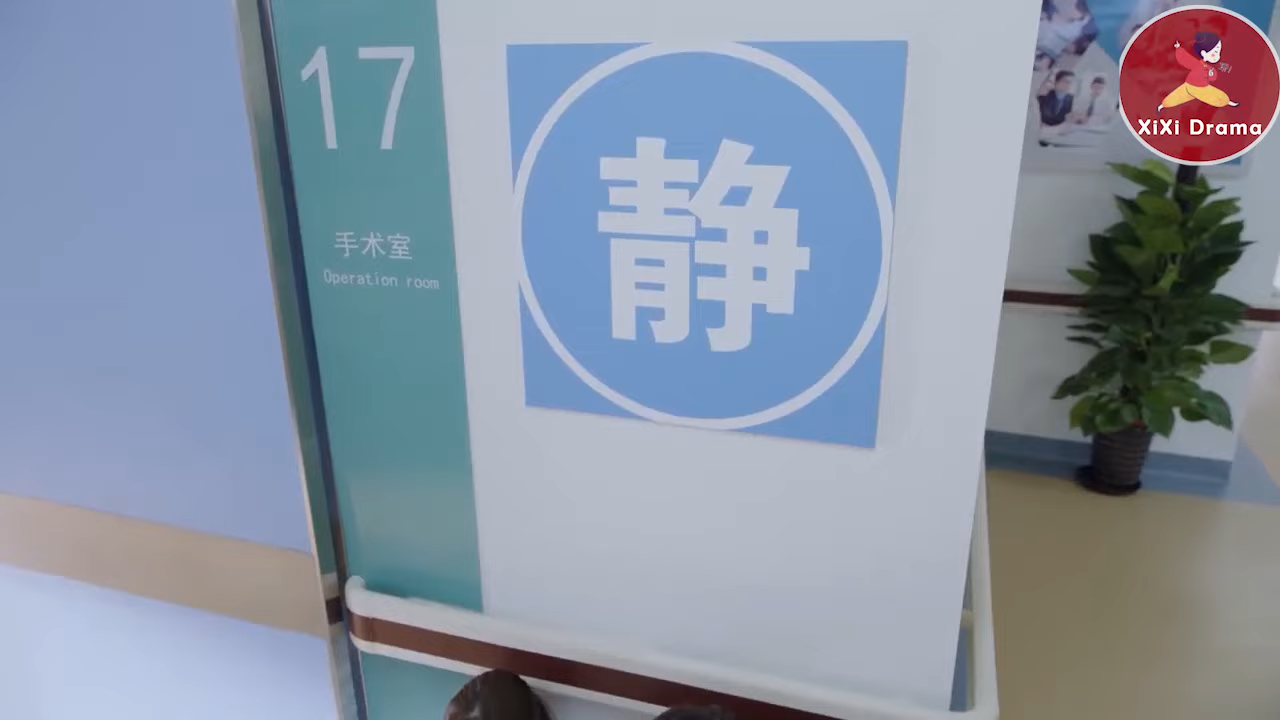 17
手术室
Operation room
静
XiXi Drama